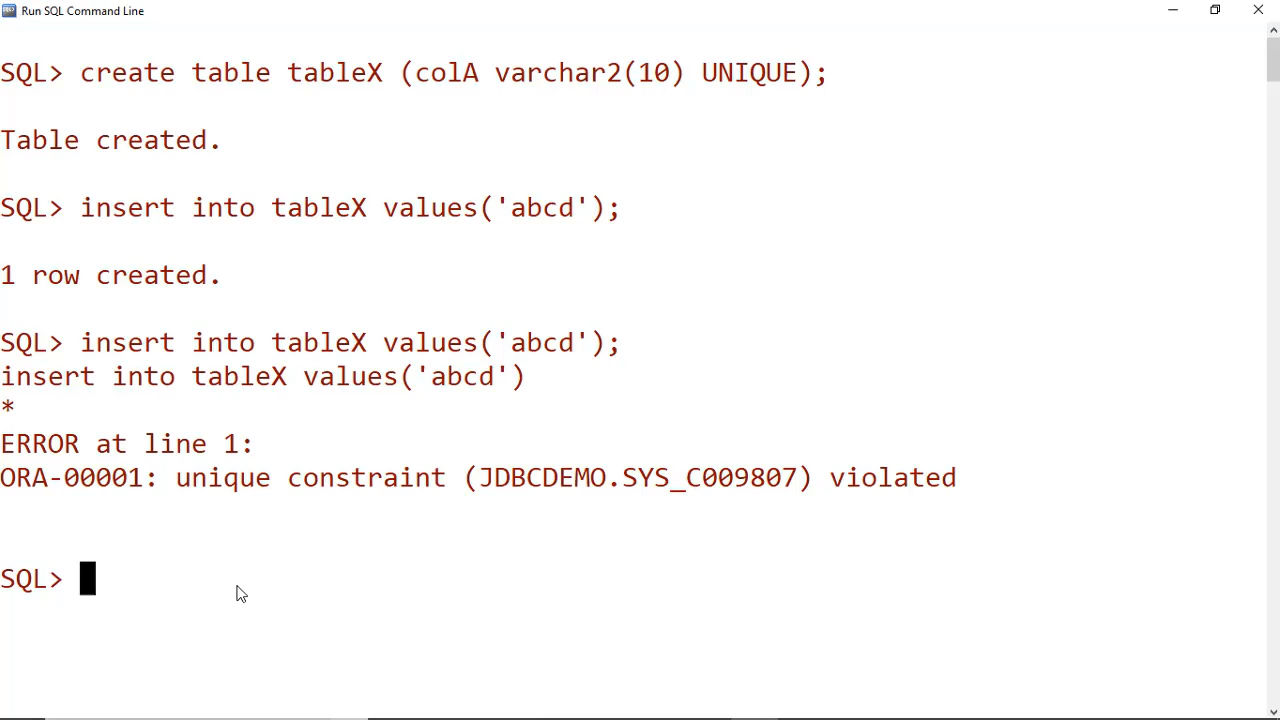 Run SQL Command Line
SQL> create table tableX (colA varchar2(10) UNIQUE);
Table created.
SQL> insert into tableX values('abcd');
1 row created.
SQL> insert into tableX values('abcd');
insert into tableX values('abcd')
*
ERROR at line 1:
ORA-00001: unique constraint (JDBCDEMO.SYS_C009807) violated
SQL>